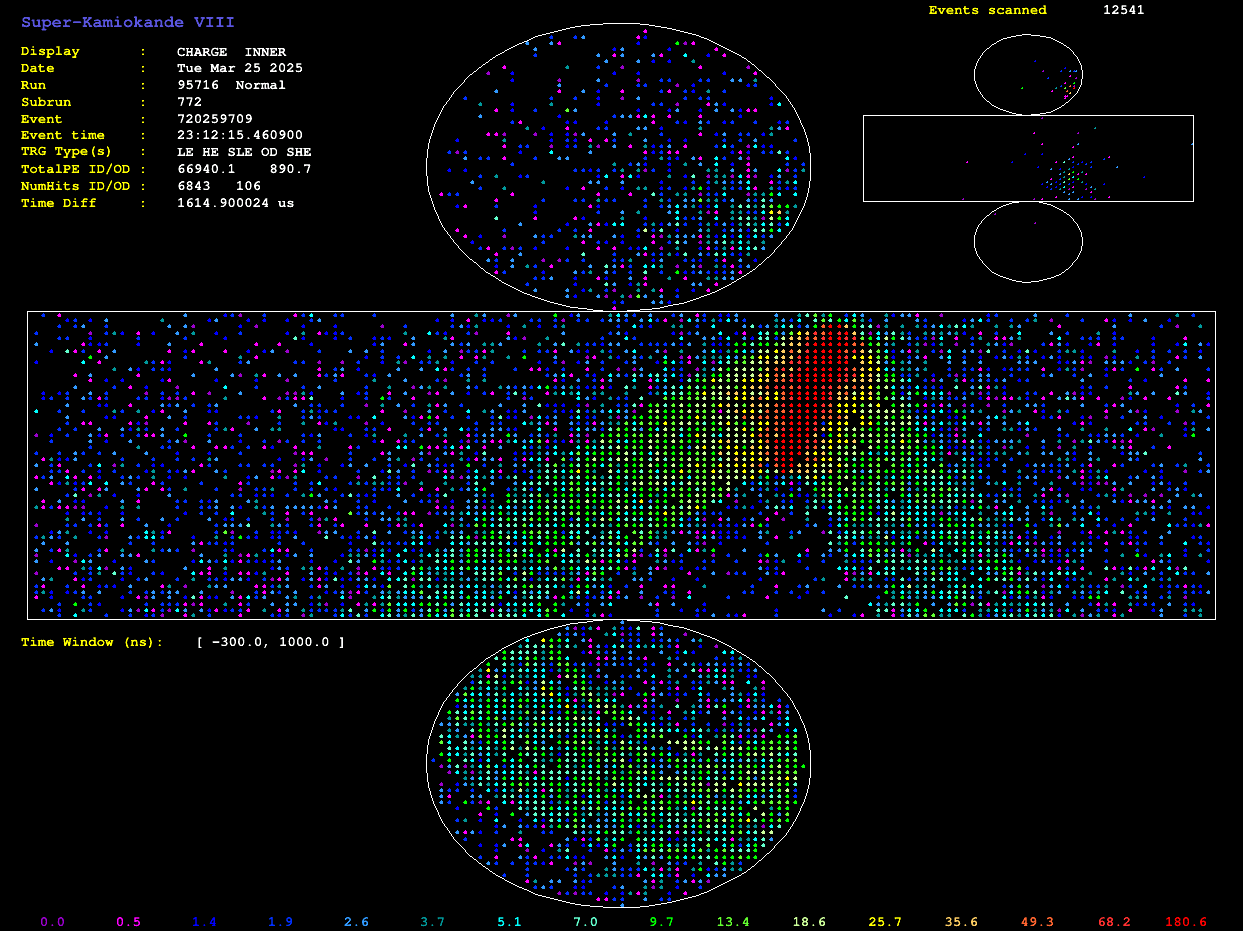 Super-Kamiokande VIII
Display : CHARGE INNER
Date : Tue Mar 25 2025
Run : 95716 Normal
Subrun : 772
Event : 720259709
Event time : 23:12:15.460900
TRG Type(s) : LE HE SLE OD SHE
TotalPE ID/OD : 66940.1 890.7
NumHits ID/OD : 6843 106
Time Diff : 1614.900024 us
Events scanned 12541
Time Window (ns): [ -300.0, 1000.0 ]
0.0 0.5 1.4 1.9 2.6 3.7 5.1 7.0 9.7 13.4 18.6 25.7 35.6 49.3 68.2 180.6